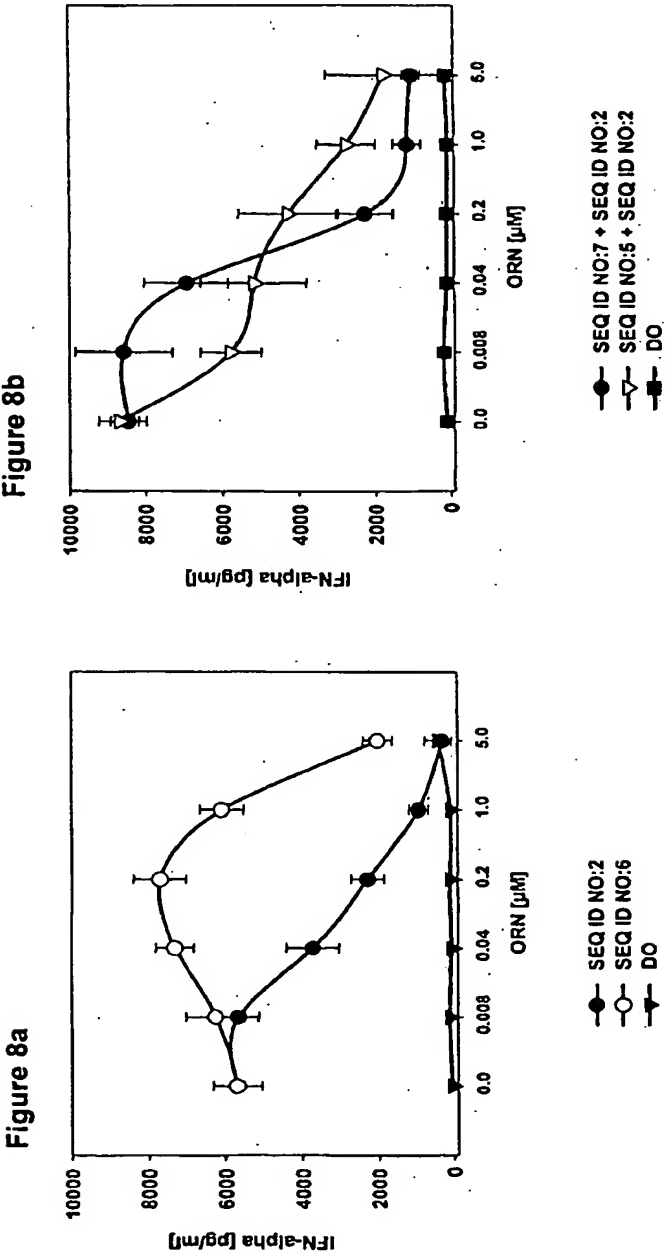 Figure 8a
IFN-alpha [pg/ml]
10000
8000
6000
4000
2000
0
0.0 0.008 0.04 0.2 1.0 5.0
ORN [µM]
SEQ ID NO:2
SEQ ID NO:6
DO
Figure 8b
IFN-alpha [pg/ml]
10000
8000
6000
4000
2000
0
0.0 0.008 0.04 0.2 1.0 5.0
ORN [µM]
SEQ ID NO:7 + SEQ ID NO:2
SEQ ID NO:5 + SEQ ID NO:2
DO